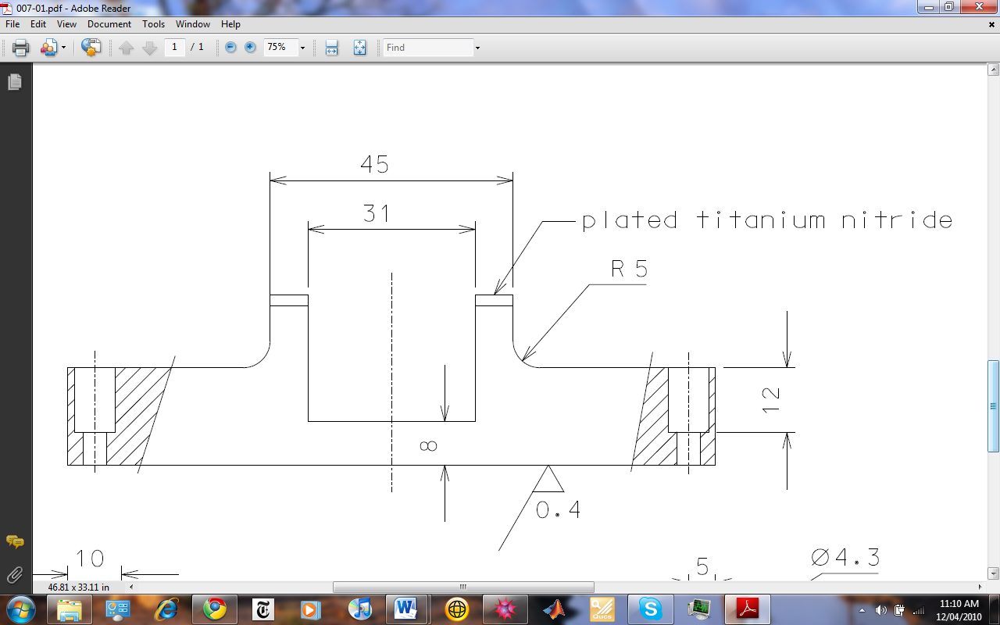 007-01.pdf - Adobe Reader
File Edit View Document Tools Window Help
1 / 1 75% Find
45
31
plated titanium nitride
R 5
12
8
0.4
10
5
Ø4.3
46.81 x 33.11 in
11:10 AM
12/04/2010